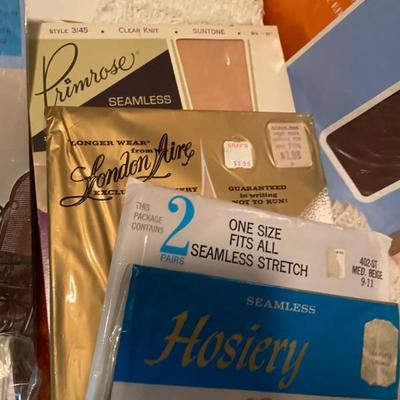 STYLE 3/45 • CLEAR KNIT • SUNTONE •
Primrose
SEAMLESS
LONGER WEAR from
London Aire
GUARANTEED
in writing
NOT TO RUN!
$1.98
THIS
PACKAGE
CONTAINS
2
PAIRS
ONE SIZE
FITS ALL
SEAMLESS STRETCH
402-ST
MED. BEIGE
9-11
SEAMLESS
Hosiery